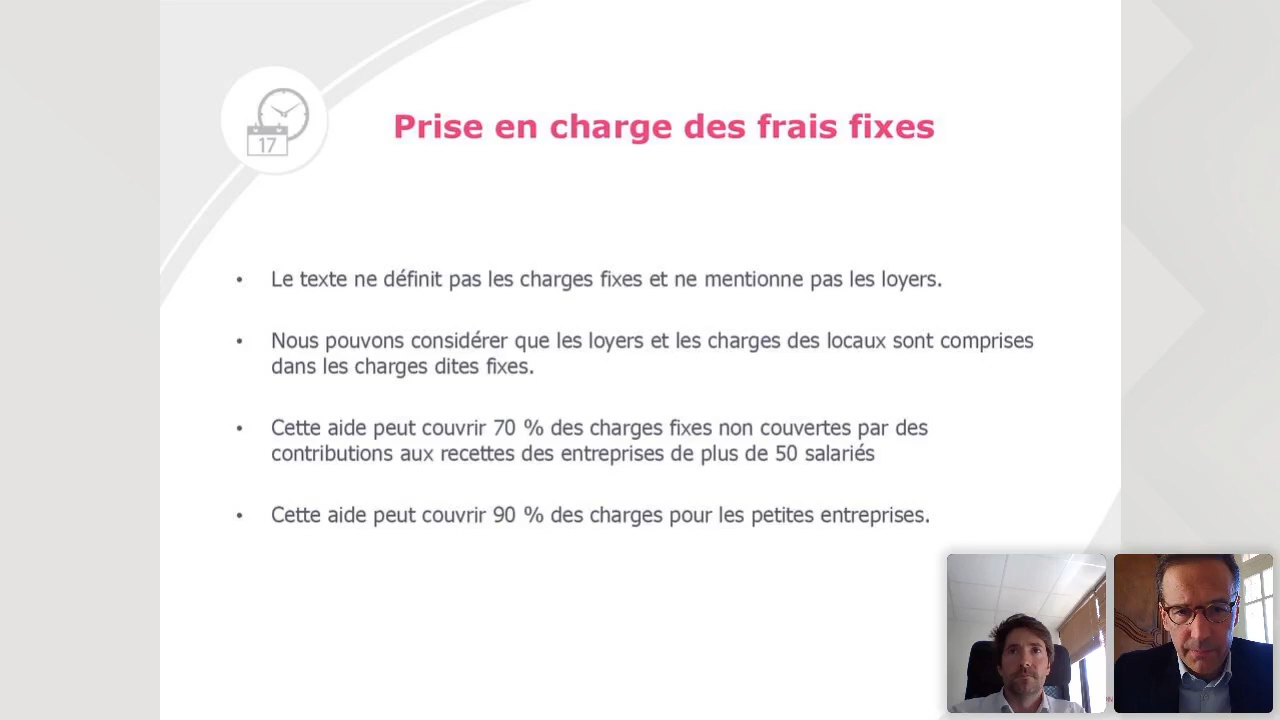 17
Prise en charge des frais fixes
• Le texte ne définit pas les charges fixes et ne mentionne pas les loyers.
• Nous pouvons considérer que les loyers et les charges des locaux sont comprises
dans les charges dites fixes.
• Cette aide peut couvrir 70 % des charges fixes non couvertes par des
contributions aux recettes des entreprises de plus de 50 salariés
• Cette aide peut couvrir 90 % des charges pour les petites entreprises.